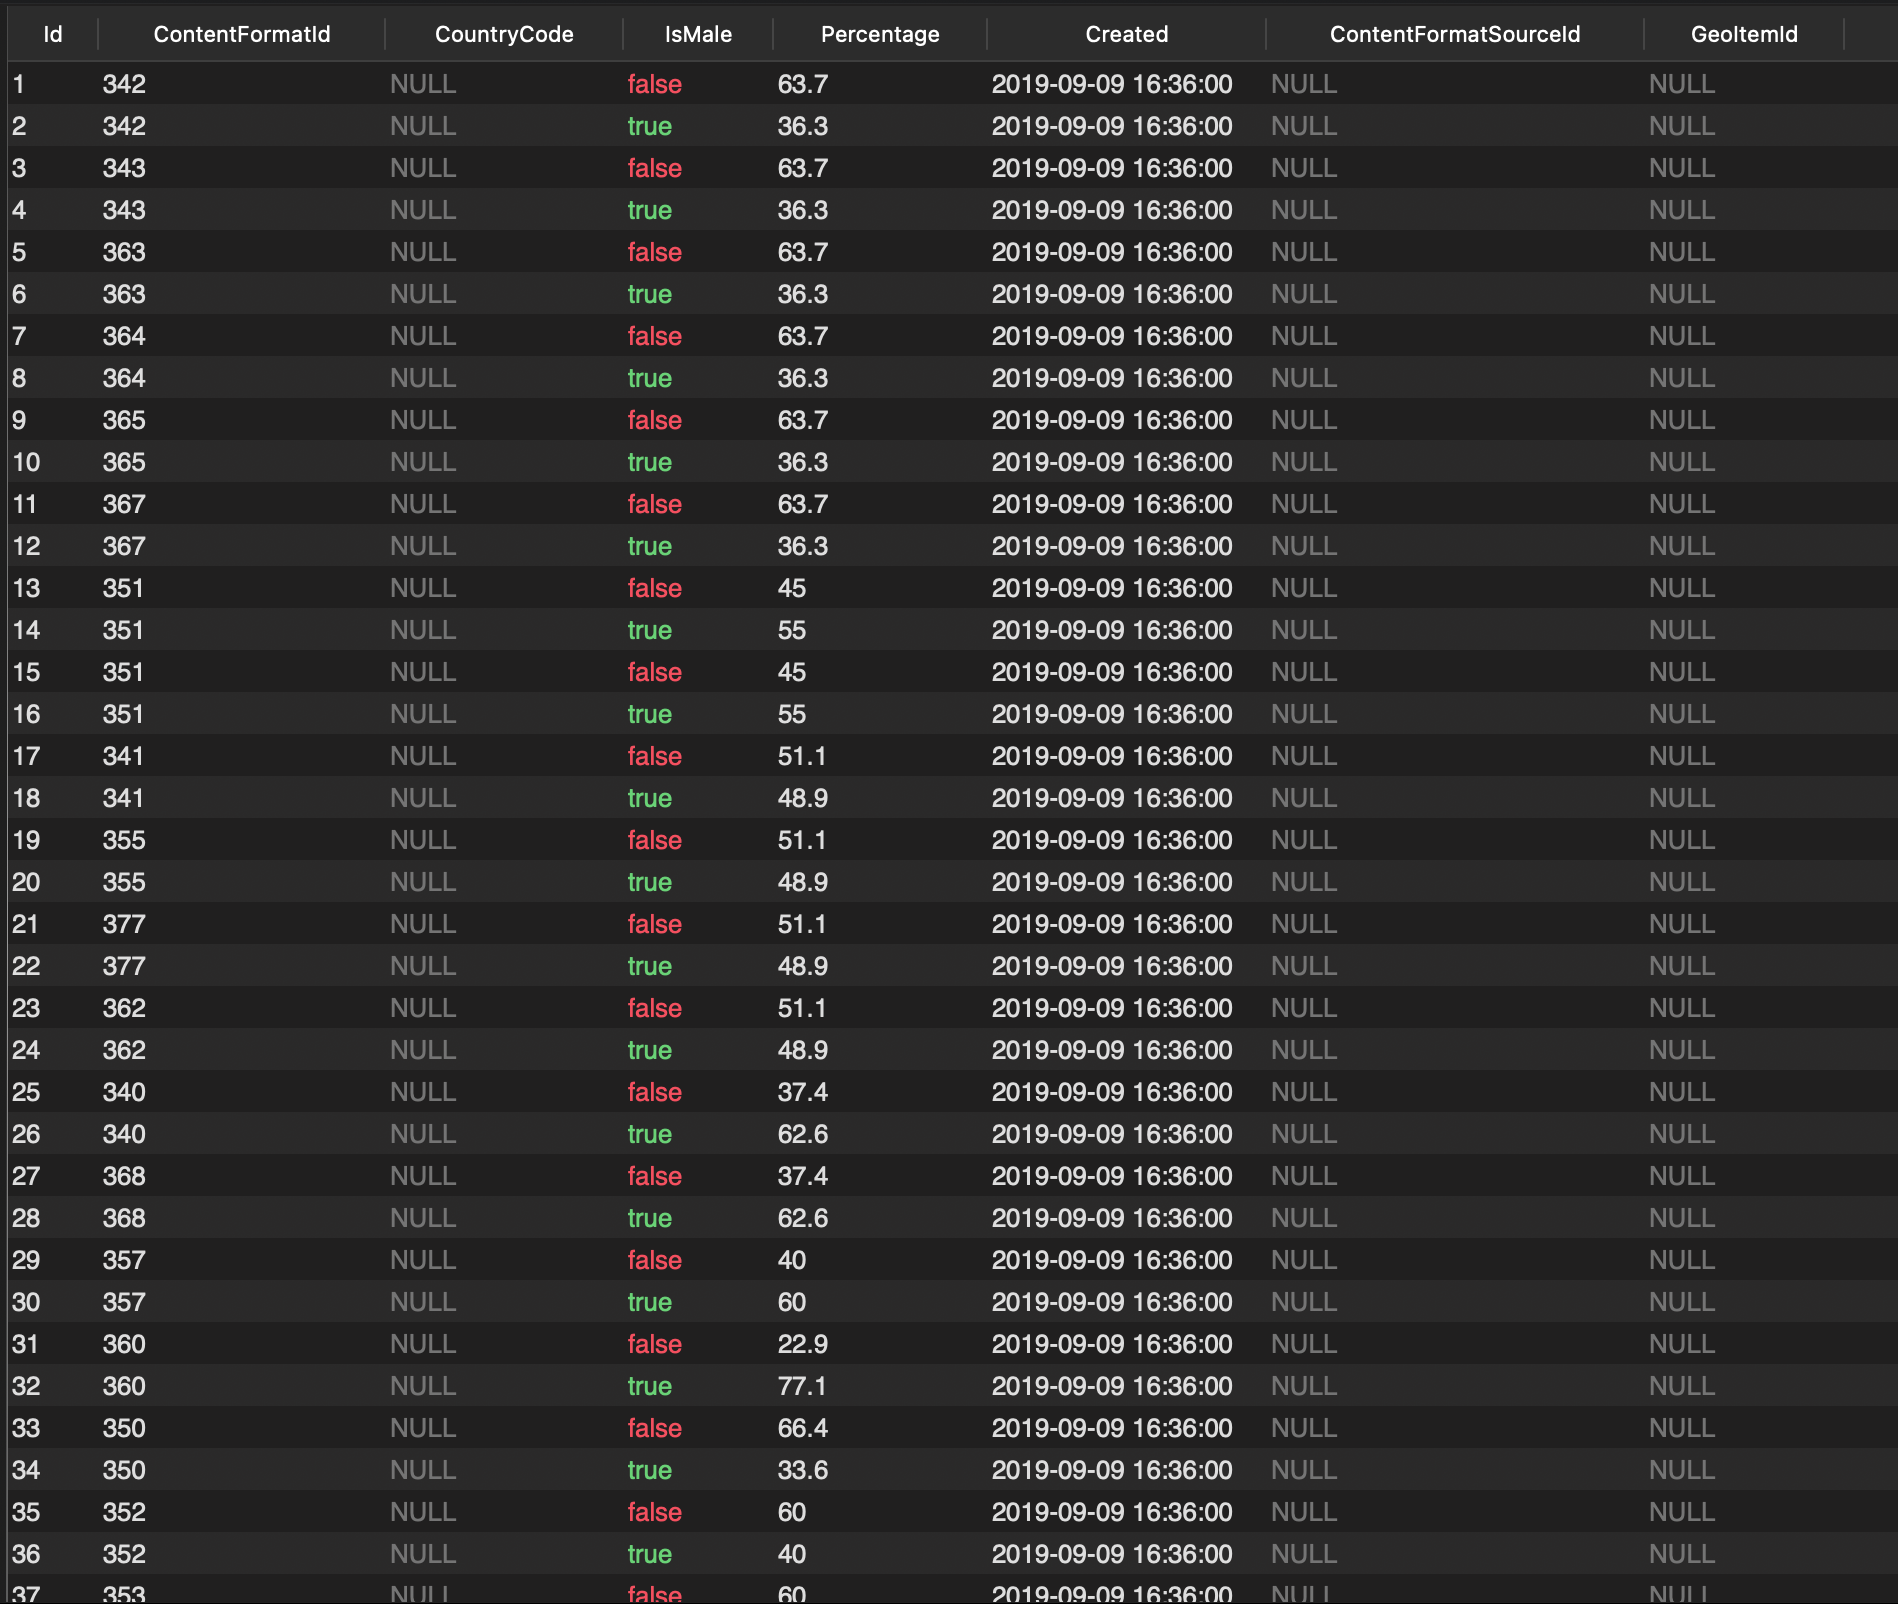 Id ContentFormatId CountryCode IsMale Percentage Created ContentFormatSourceId GeoItemId
1 342 NULL false 63.7 2019-09-09 16:36:00 NULL NULL
2 342 NULL true 36.3 2019-09-09 16:36:00 NULL NULL
3 343 NULL false 63.7 2019-09-09 16:36:00 NULL NULL
4 343 NULL true 36.3 2019-09-09 16:36:00 NULL NULL
5 363 NULL false 63.7 2019-09-09 16:36:00 NULL NULL
6 363 NULL true 36.3 2019-09-09 16:36:00 NULL NULL
7 364 NULL false 63.7 2019-09-09 16:36:00 NULL NULL
8 364 NULL true 36.3 2019-09-09 16:36:00 NULL NULL
9 365 NULL false 63.7 2019-09-09 16:36:00 NULL NULL
10 365 NULL true 36.3 2019-09-09 16:36:00 NULL NULL
11 367 NULL false 63.7 2019-09-09 16:36:00 NULL NULL
12 367 NULL true 36.3 2019-09-09 16:36:00 NULL NULL
13 351 NULL false 45 2019-09-09 16:36:00 NULL NULL
14 351 NULL true 55 2019-09-09 16:36:00 NULL NULL
15 351 NULL false 45 2019-09-09 16:36:00 NULL NULL
16 351 NULL true 55 2019-09-09 16:36:00 NULL NULL
17 341 NULL false 51.1 2019-09-09 16:36:00 NULL NULL
18 341 NULL true 48.9 2019-09-09 16:36:00 NULL NULL
19 355 NULL false 51.1 2019-09-09 16:36:00 NULL NULL
20 355 NULL true 48.9 2019-09-09 16:36:00 NULL NULL
21 377 NULL false 51.1 2019-09-09 16:36:00 NULL NULL
22 377 NULL true 48.9 2019-09-09 16:36:00 NULL NULL
23 362 NULL false 51.1 2019-09-09 16:36:00 NULL NULL
24 362 NULL true 48.9 2019-09-09 16:36:00 NULL NULL
25 340 NULL false 37.4 2019-09-09 16:36:00 NULL NULL
26 340 NULL true 62.6 2019-09-09 16:36:00 NULL NULL
27 368 NULL false 37.4 2019-09-09 16:36:00 NULL NULL
28 368 NULL true 62.6 2019-09-09 16:36:00 NULL NULL
29 357 NULL false 40 2019-09-09 16:36:00 NULL NULL
30 357 NULL true 60 2019-09-09 16:36:00 NULL NULL
31 360 NULL false 22.9 2019-09-09 16:36:00 NULL NULL
32 360 NULL true 77.1 2019-09-09 16:36:00 NULL NULL
33 350 NULL false 66.4 2019-09-09 16:36:00 NULL NULL
34 350 NULL true 33.6 2019-09-09 16:36:00 NULL NULL
35 352 NULL false 60 2019-09-09 16:36:00 NULL NULL
36 352 NULL true 40 2019-09-09 16:36:00 NULL NULL
37 353 NULL false 60 2019-09-09 16:36:00 NULL NULL